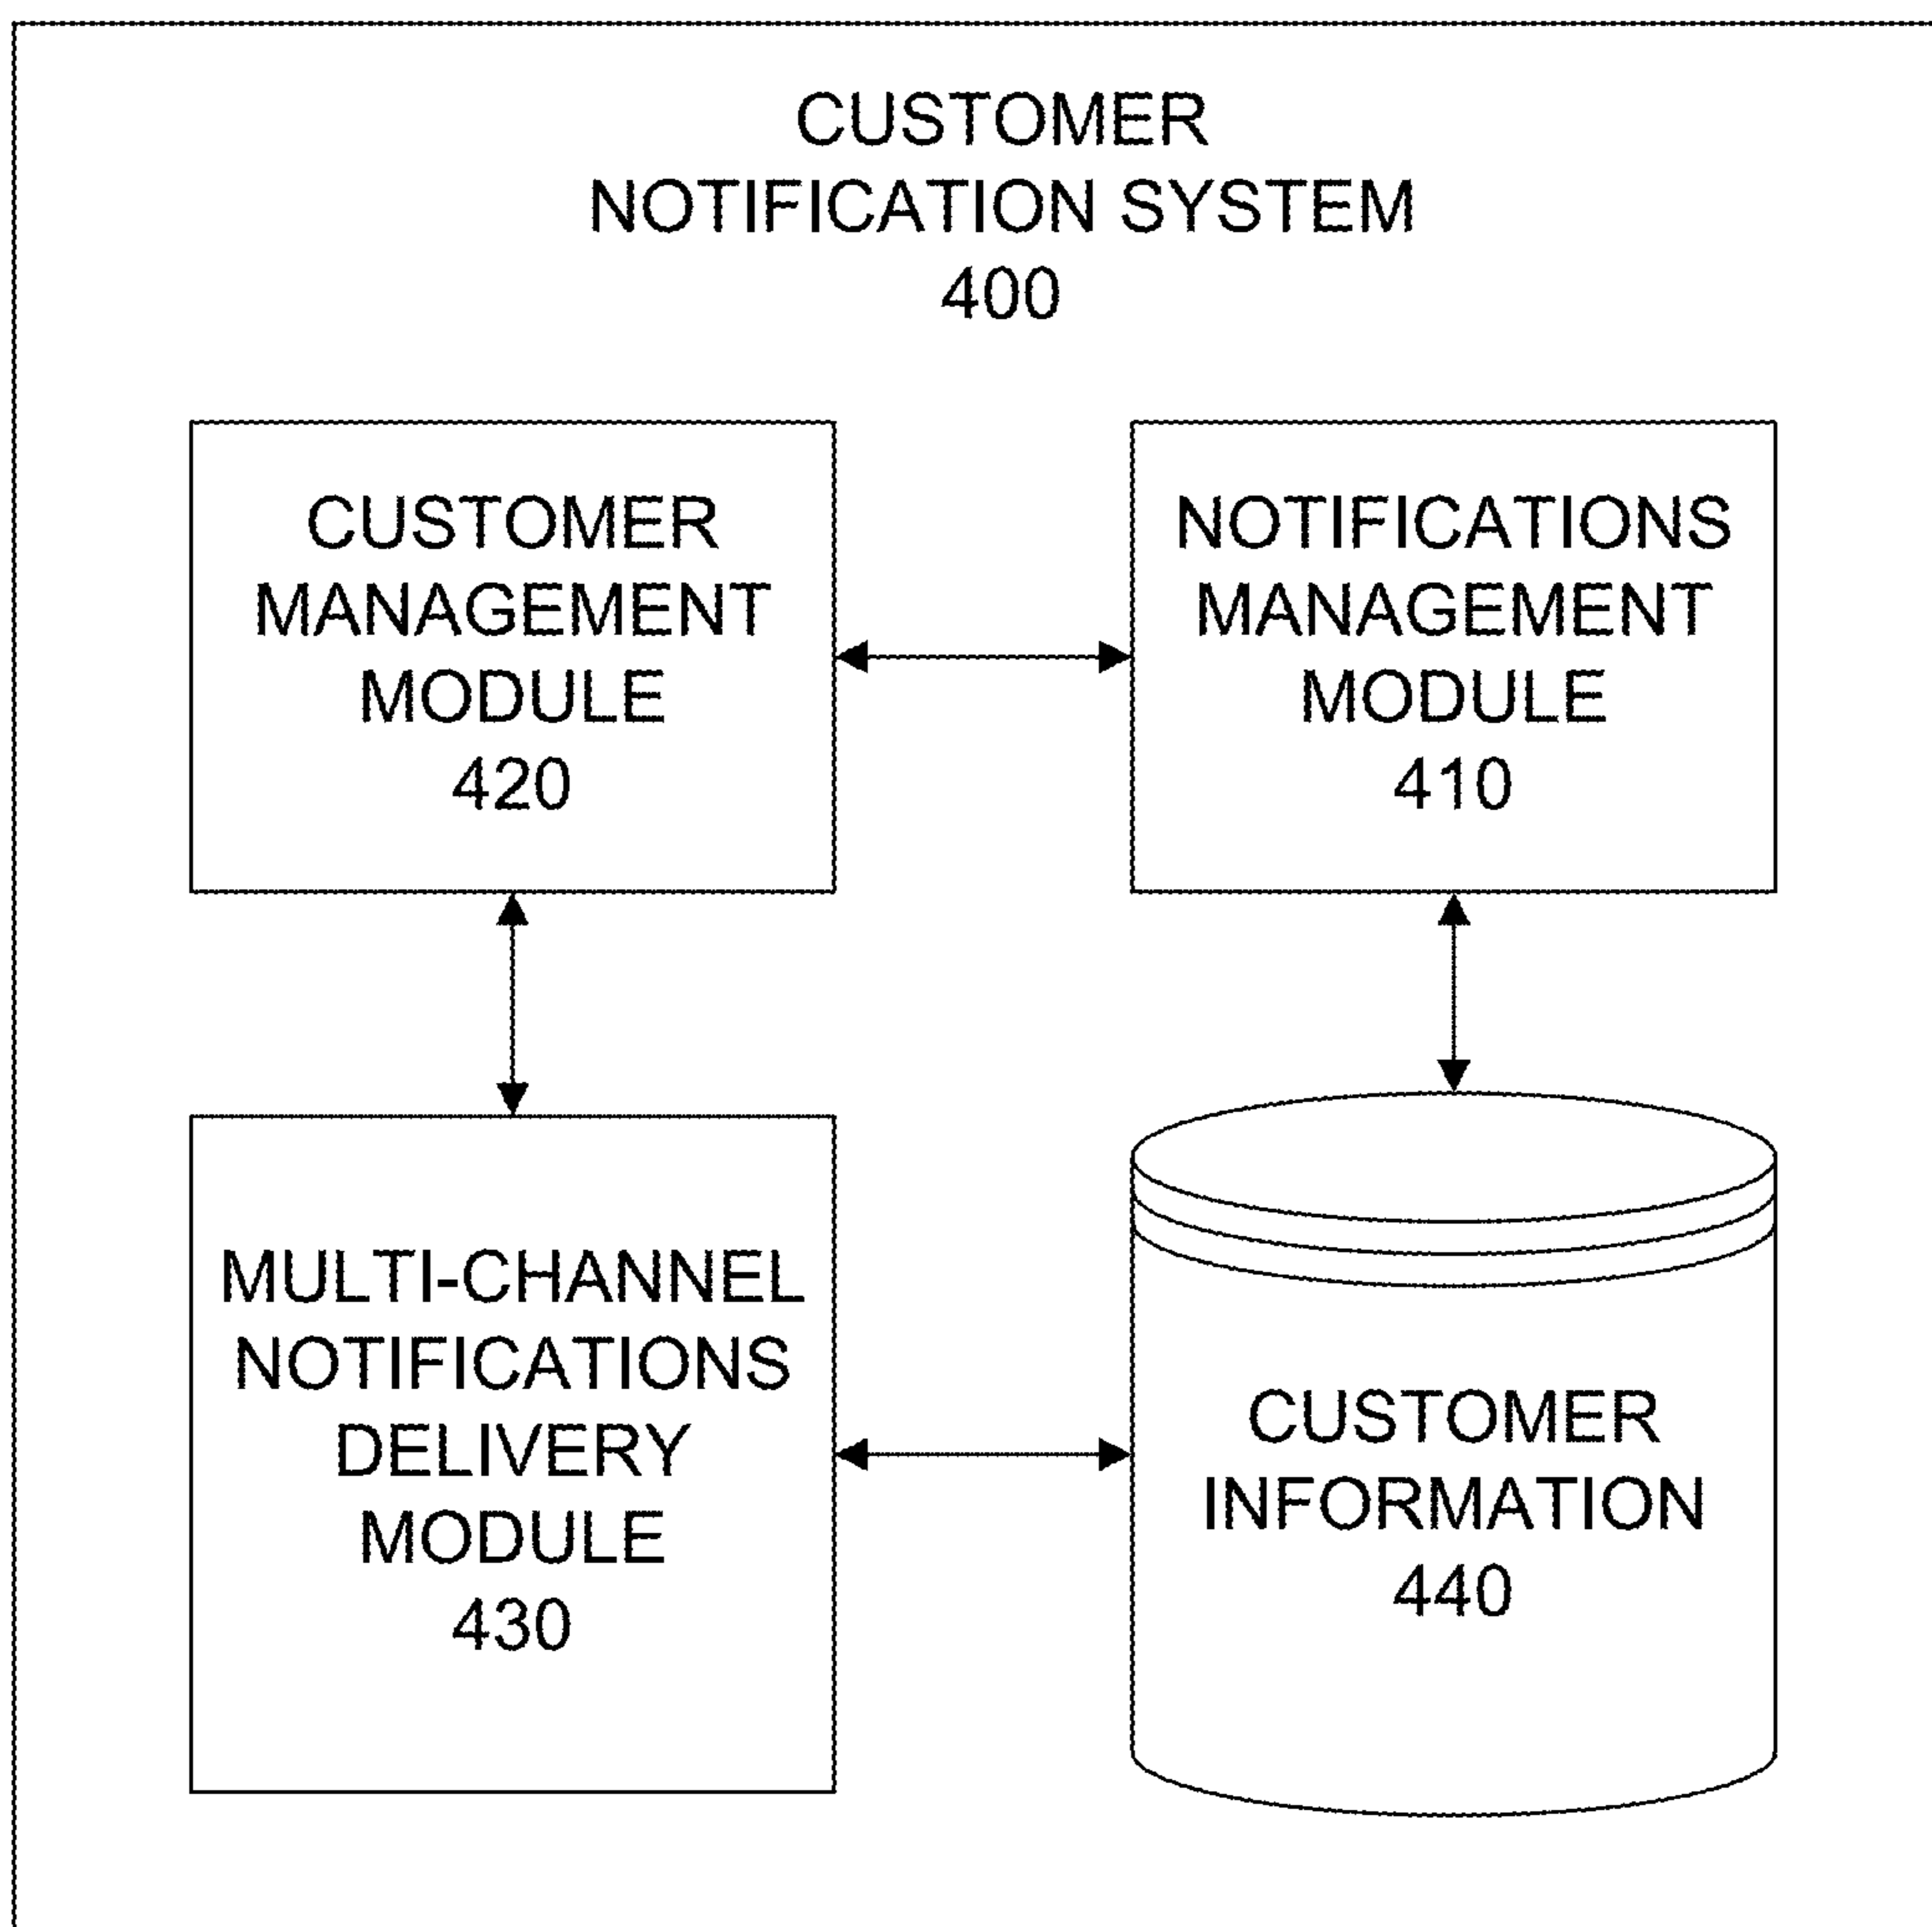 CUSTOMER
NOTIFICATION SYSTEM
400
CUSTOMER
MANAGEMENT
MODULE
420
NOTIFICATIONS
MANAGEMENT
MODULE
410
MULTI-CHANNEL
NOTIFICATIONS
DELIVERY
MODULE
430
CUSTOMER
INFORMATION
440